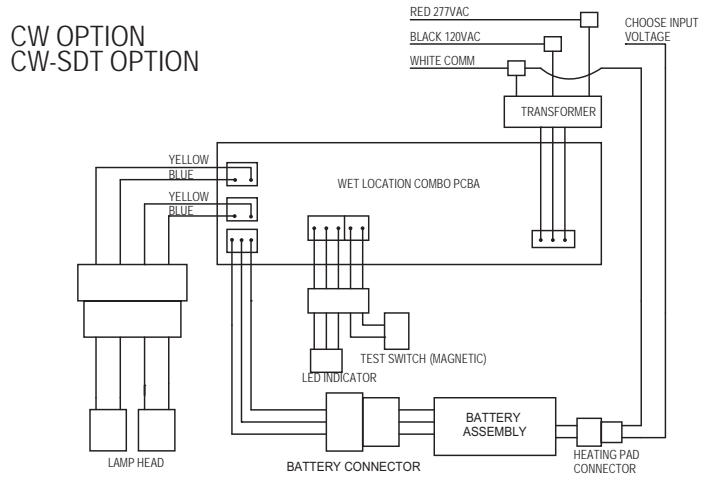 CW OPTION
CW-SDT OPTION
RED 277VAC
BLACK 120VAC
WHITE COMM
CHOOSE INPUT
VOLTAGE
TRANSFORMER
YELLOW
BLUE
YELLOW
BLUE
WET LOCATION COMBO PCBA
TEST SWITCH (MAGNETIC)
LED INDICATOR
BATTERY
ASSEMBLY
LAMP HEAD
BATTERY CONNECTOR
HEATING PAD
CONNECTOR